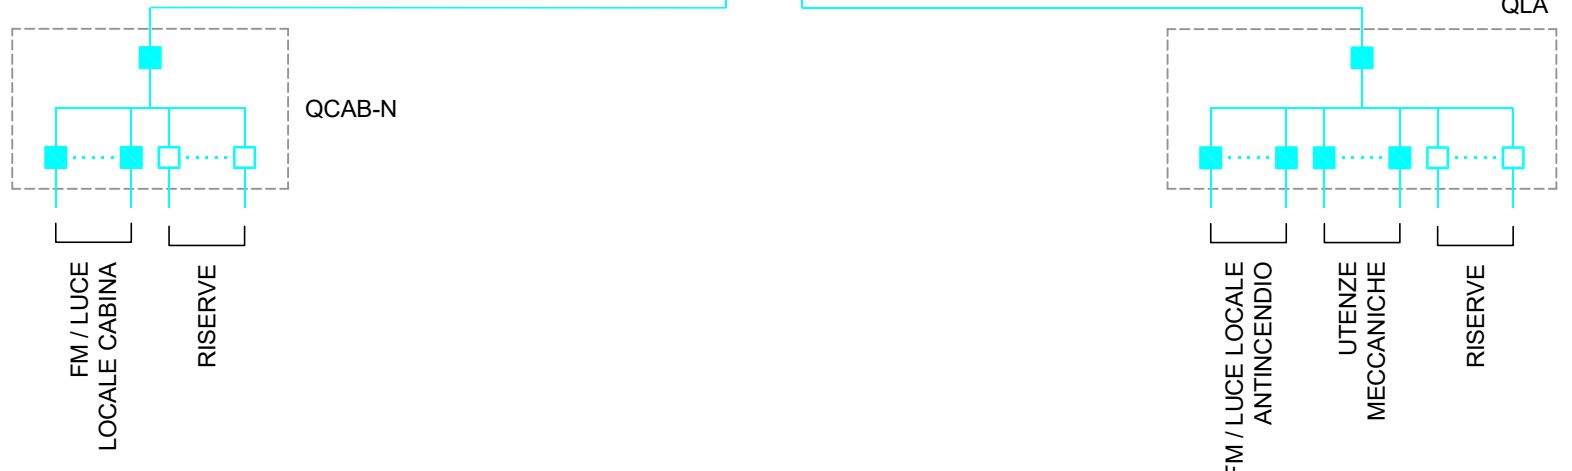 QLA
QCAB-N
FM / LUCE
LOCALE CABINA
RISERVE
FM / LUCE LOCALE
ANTINCENDIO
UTENZE
MECCANICHE
RISERVE